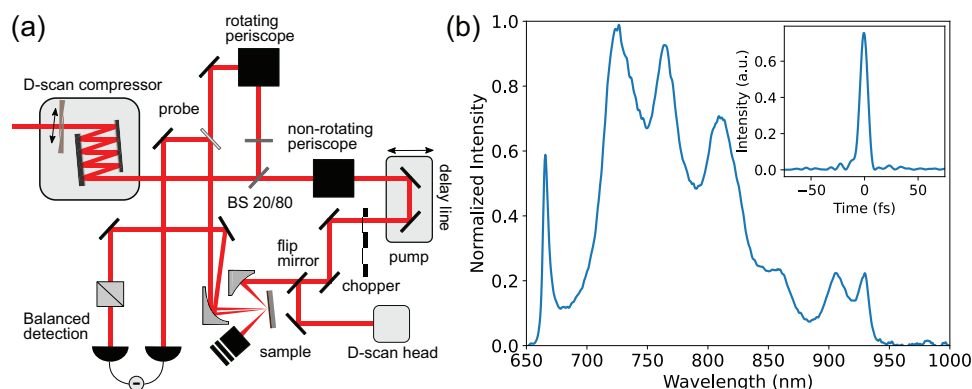 (a)
rotating
periscope
D-scan compressor
probe
non-rotating
periscope
BS 20/80
delay line
pump
flip
mirror
chopper
Balanced
detection
sample
D-scan head
(b)
Normalized Intensity
1.0
0.8
0.6
0.4
0.2
0.0
650 700 750 800 850 900 950 1000
Wavelength (nm)
Intensity (a.u.)
0.6
0.4
0.2
0.0
−50 0 50
Time (fs)